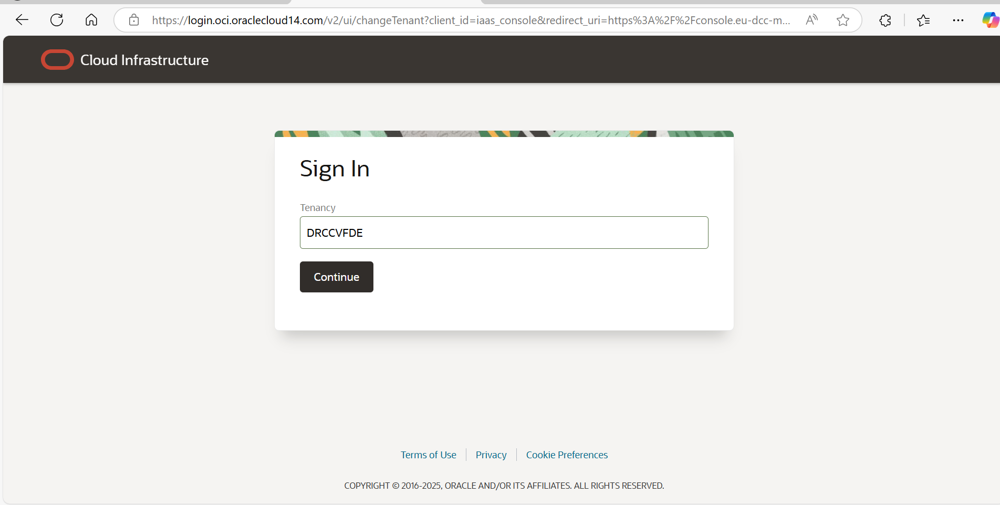 https://login.oci.oraclecloud14.com/v2/ui/changeTenant?client_id=iaas_console&redirect_uri=https%3A%2F%2Fconsole.eu-dcc-m...
Cloud Infrastructure
Sign In
Tenancy
DRCCVFDE
Continue
Terms of Use
Privacy
Cookie Preferences
COPYRIGHT © 2016-2025, ORACLE AND/OR ITS AFFILIATES. ALL RIGHTS RESERVED.